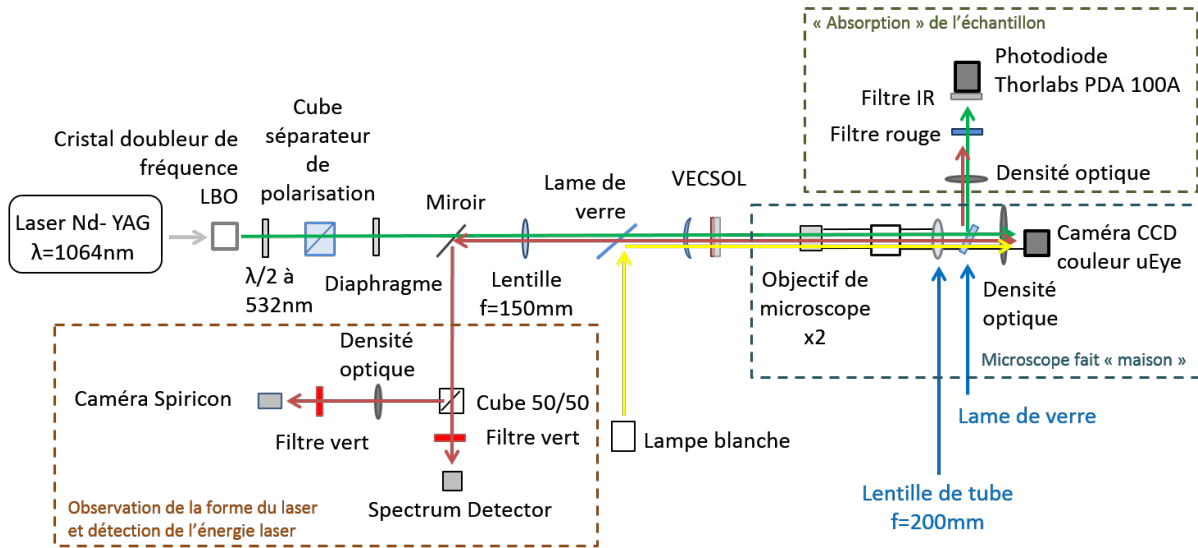 « Absorption » de l'échantillon
Photodiode
Thorlabs PDA 100A
Filtre IR
Filtre rouge
Densité optique
Cube
séparateur
de
polarisation
Cristal doubleur de
fréquence
LBO
Laser Nd- YAG
λ=1064nm
λ/2 à
532nm
Diaphragme
Miroir
Lentille
f=150mm
Lame de
verre
VECSOL
Objectif de
microscope
x2
Caméra CCD
couleur uEye
Densité
optique
Microscope fait « maison »
Densité
optique
Caméra Spiricon
Filtre vert
Cube 50/50
Filtre vert
Spectrum Detector
Observation de la forme du laser
et détection de l'énergie laser
Lampe blanche
Lame de verre
Lentille de tube
f=200mm